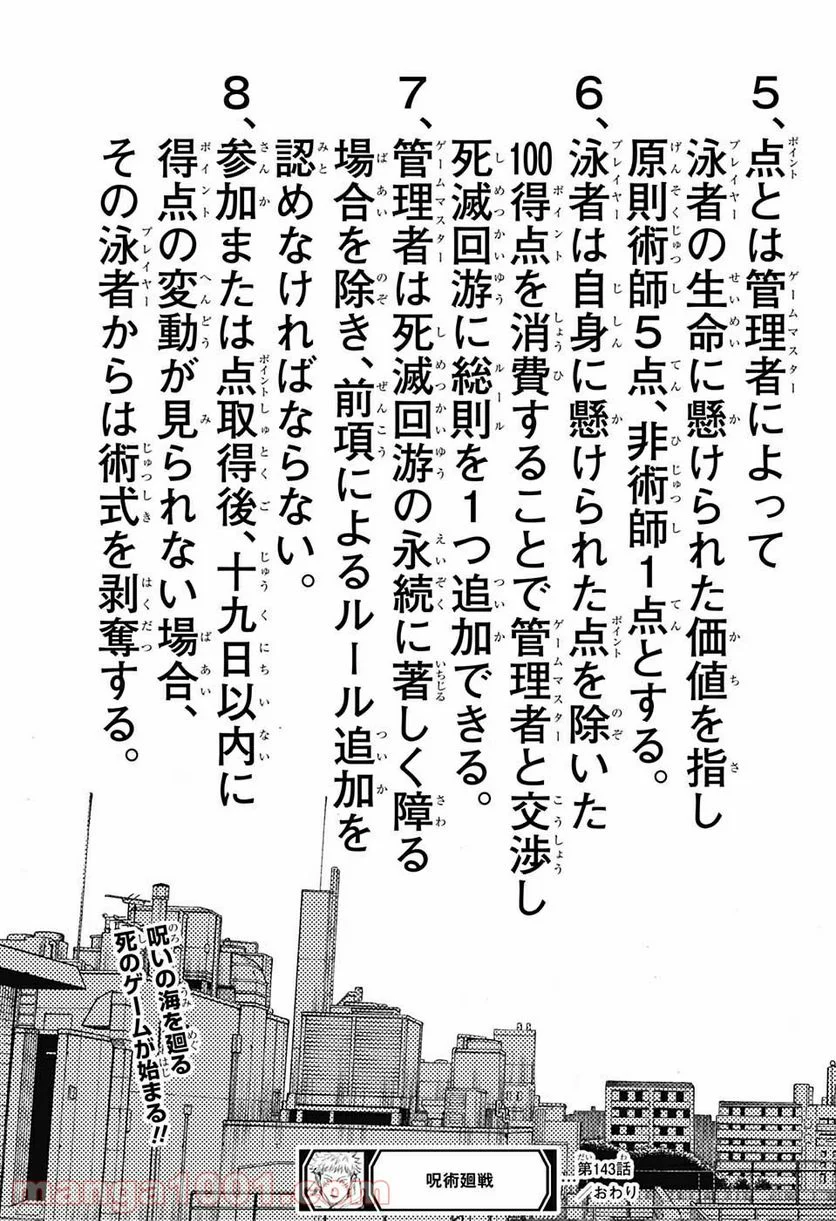 5、点とは管理者によって
泳者の生命に懸けられた価値を指し
原則術師5点、非術師1点とする。
6、泳者は自身に懸けられた点を除いた
100得点を消費することで管理者と交渉し
死滅回游に総則を1つ追加できる。
7、管理者は死滅回游の永続に著しく障る
場合を除き、前項によるルール追加を
認めなければならない。
8、参加または点取得後、十九日以内に
得点の変動が見られない場合、
その泳者からは術式を剥奪する。
呪いの海を廻る
死のゲームが始まる!!
呪術廻戦
第143話
おわり
manga1001.com